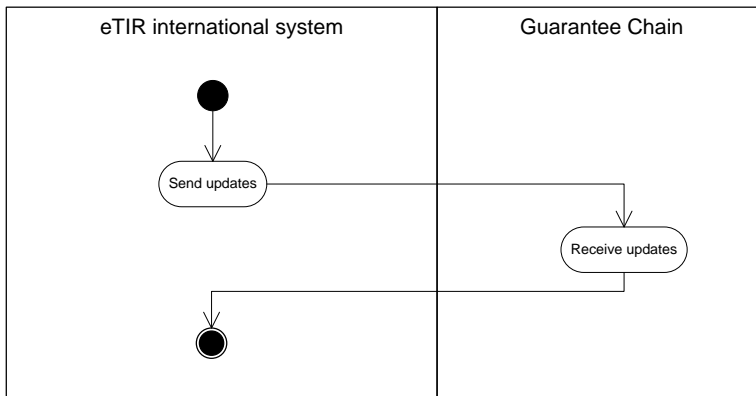 eTIR international system
Guarantee Chain
Send updates
Receive updates